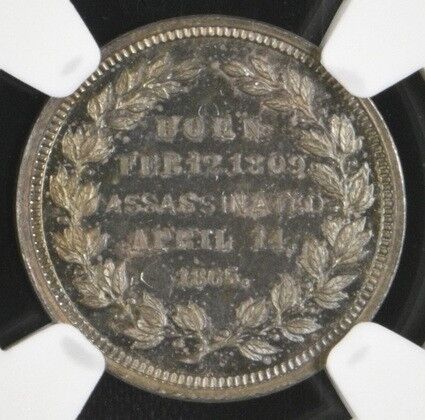 BORN
FEB.12.1809
ASSASSINATED
APRIL 14,
1865.